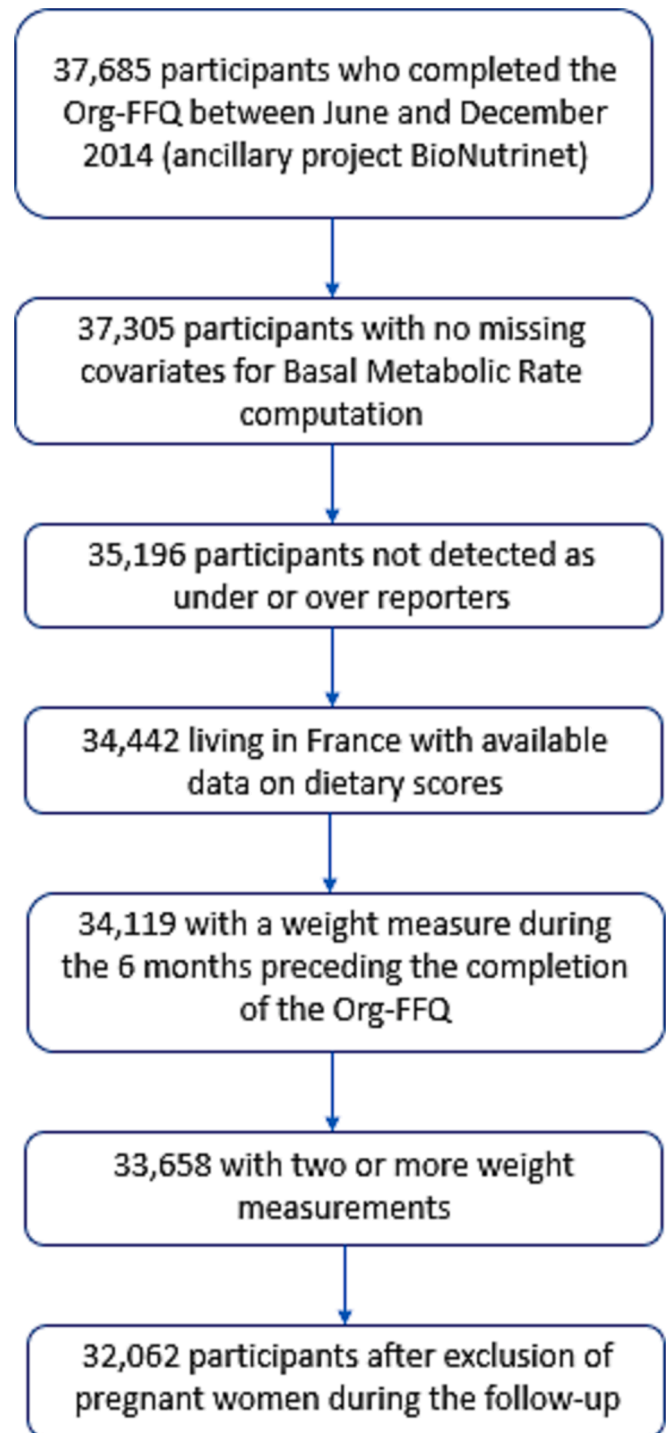 37,685 participants who completed the
Org-FFQ between June and December
2014 (ancillary project BioNutrinet)
37,305 participants with no missing
covariates for Basal Metabolic Rate
computation
35,196 participants not detected as
under or over reporters
34,442 living in France with available
data on dietary scores
34,119 with a weight measure during
the 6 months preceding the completion
of the Org-FFQ
33,658 with two or more weight
measurements
32,062 participants after exclusion of
pregnant women during the follow-up